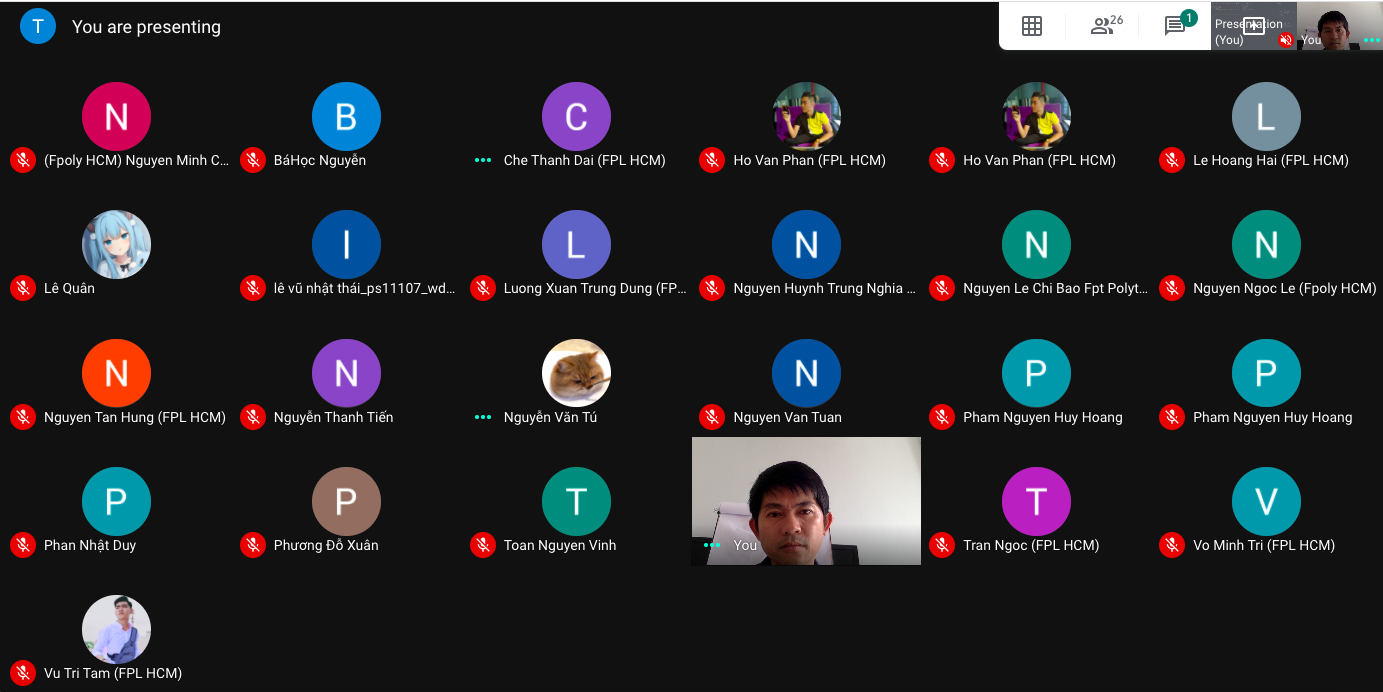 T You are presenting
26
1
Presentation
(You)
You
N
(Fpoly HCM) Nguyen Minh C...
B
BáHọc Nguyễn
C
Che Thanh Dai (FPL HCM)
Ho Van Phan (FPL HCM)
Ho Van Phan (FPL HCM)
L
Le Hoang Hai (FPL HCM)
Lê Quân
l
lê vũ nhật thái_ps11107_wd...
L
Luong Xuan Trung Dung (FP...
N
Nguyen Huynh Trung Nghia ...
N
Nguyen Le Chi Bao Fpt Polyt...
N
Nguyen Ngoc Le (Fpoly HCM)
N
Nguyen Tan Hung (FPL HCM)
N
Nguyễn Thanh Tiến
Nguyễn Văn Tú
N
Nguyen Van Tuan
P
Pham Nguyen Huy Hoang
P
Pham Nguyen Huy Hoang
P
Phan Nhật Duy
P
Phương Đỗ Xuân
T
Toan Nguyen Vinh
You
T
Tran Ngoc (FPL HCM)
V
Vo Minh Tri (FPL HCM)
Vu Tri Tam (FPL HCM)